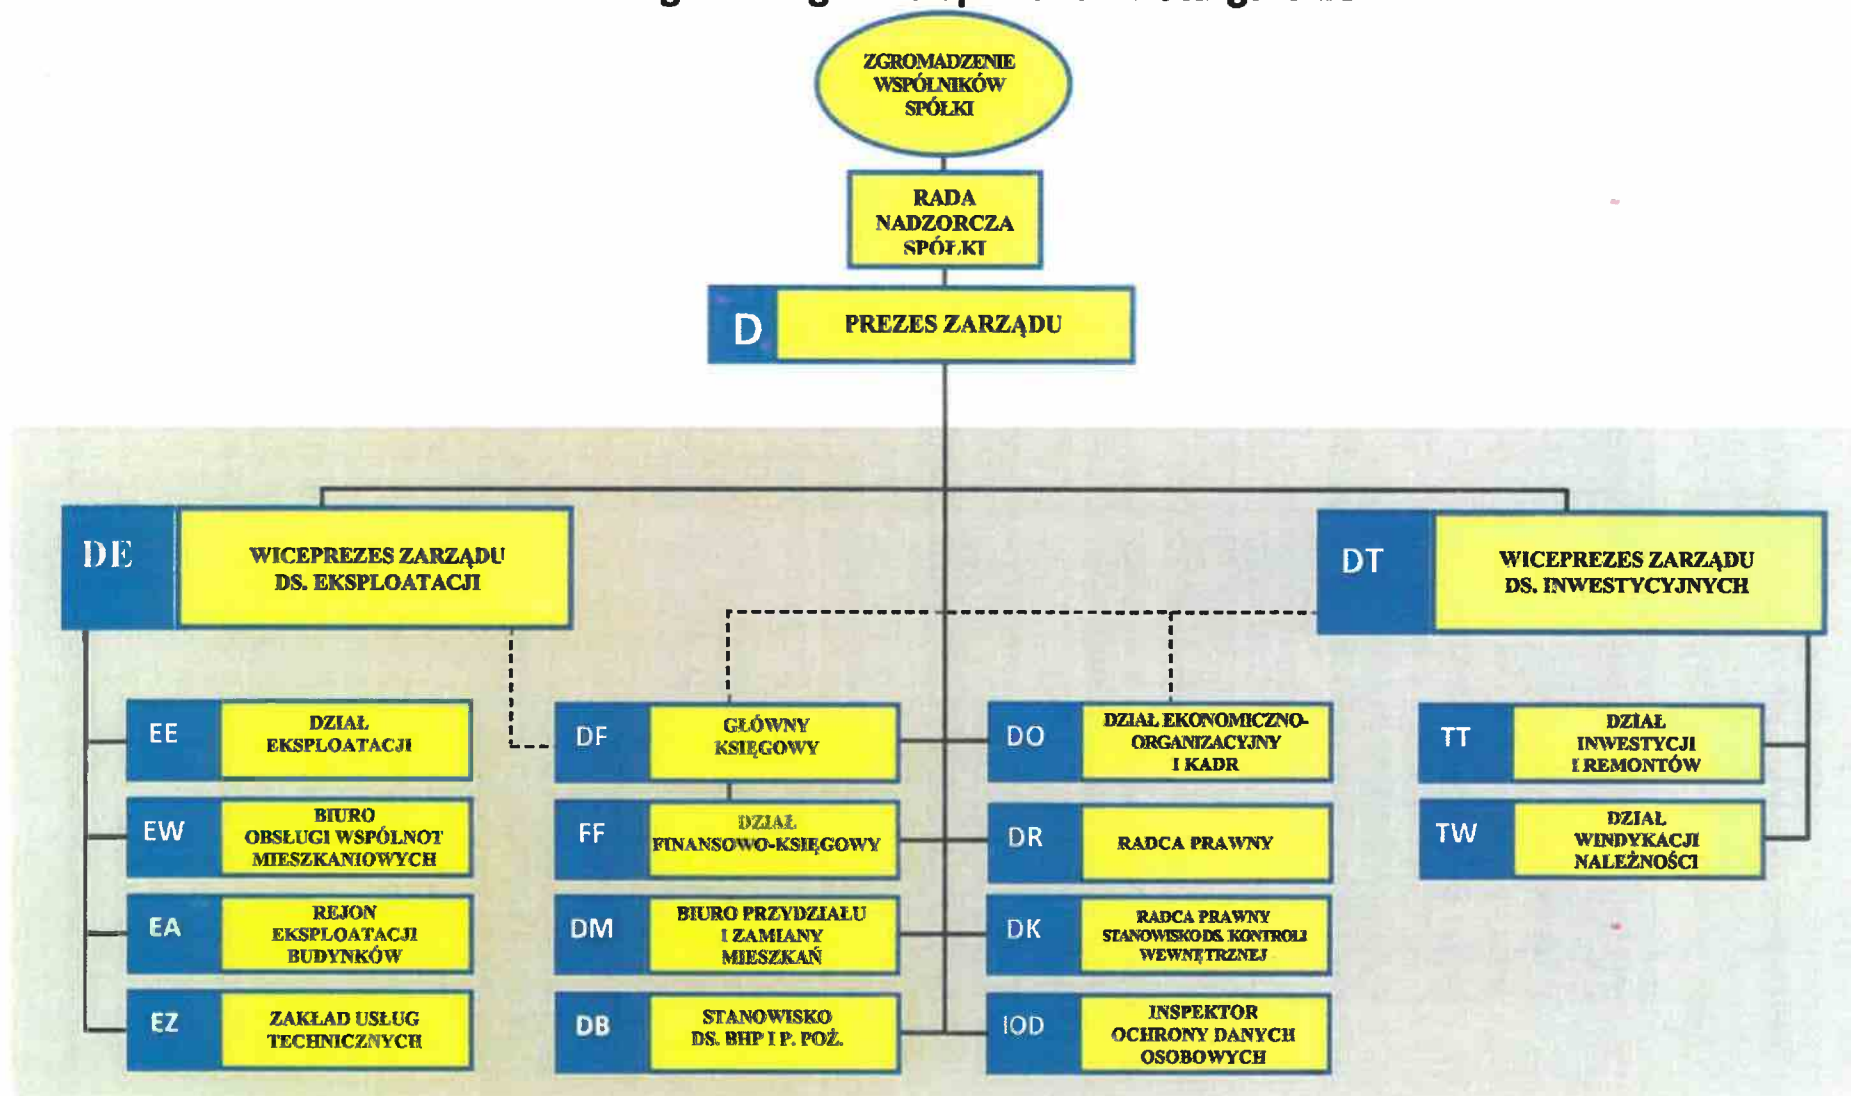 ZGROMADZENIE
WSPÓLNIKÓW
SPÓŁKI
RADA
NADZORCZA
SPÓŁKI
D
PREZES ZARZĄDU
DE
WICEPREZES ZARZĄDU
DS. EKSPLOATACJI
DT
WICEPREZES ZARZĄDU
DS. INWESTYCYJNYCH
EE
DZIAŁ
EKSPLOATACJI
DF
GŁÓWNY
KSIĘGOWY
DO
DZIAŁ EKONOMICZNO-
ORGANIZACYJNY
I KADR
TT
DZIAŁ
INWESTYCJI
I REMONTÓW
EW
BIURO
OBSŁUGI WSPÓLNOT
MIESZKANIOWYCH
FF
DZIAŁ
FINANSOWO-KSIĘGOWY
DR
RADCA PRAWNY
TW
DZIAŁ
WINDYKACJI
NALEŻNOŚCI
EA
REJON
EKSPLOATACJI
BUDYNKÓW
DM
BIURO PRZYDZIAŁU
I ZAMIANY
MIESZKAŃ
DK
RADCA PRAWNY
STANOWISKO DS. KONTROLI
WEWNĘTRZNEJ
EZ
ZAKŁAD USŁUG
TECHNICZNYCH
DB
STANOWISKO
DS. BHP I P. POŻ.
IOD
INSPEKTOR
OCHRONY DANYCH
OSOBOWYCH